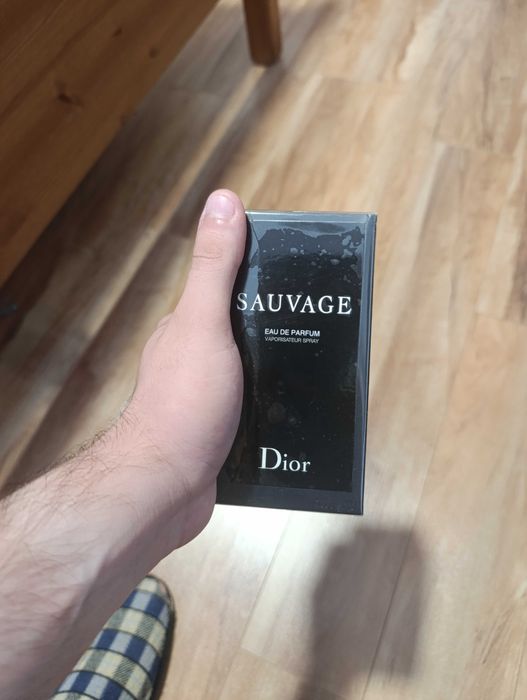 SAUVAGE
EAU DE PARFUM
VAPORISATEUR SPRAY
Dior